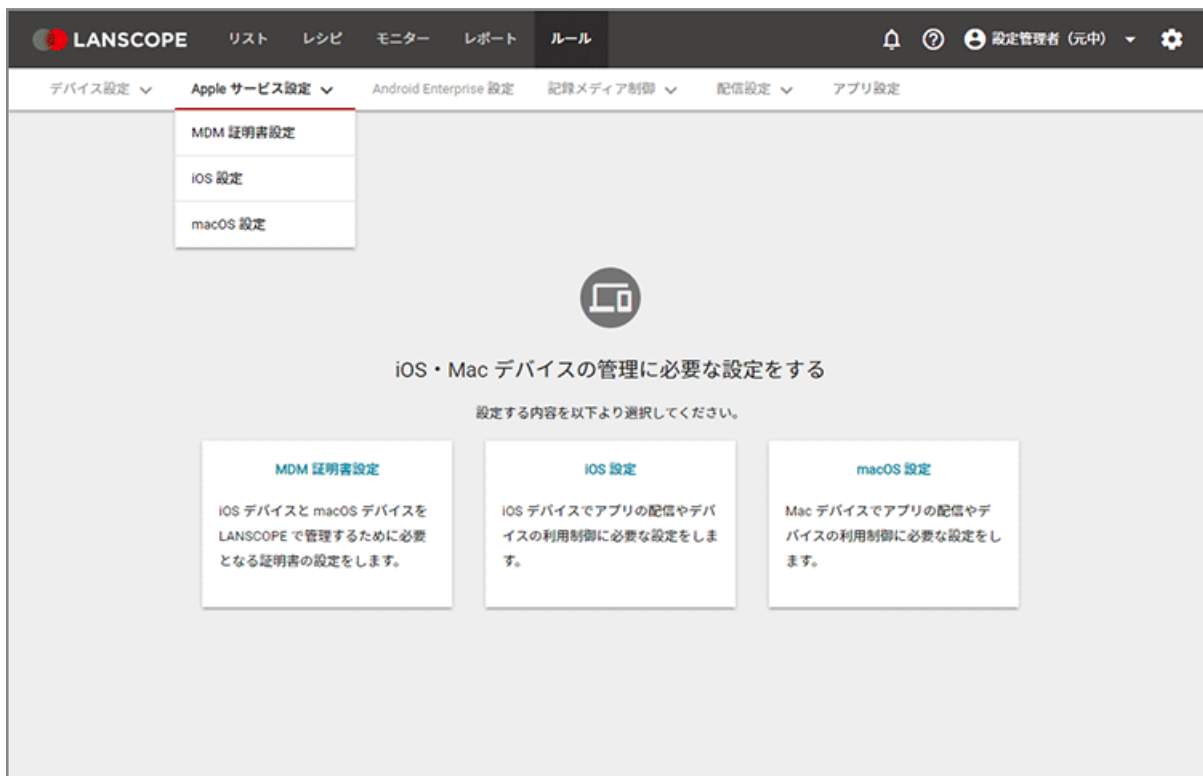 LANSCOPE リスト レシピ モニター レポート ルール 設定管理者（元中）
デバイス設定 Apple サービス設定 Android Enterprise 設定 記録メディア制御 配信設定 アプリ設定
MDM 証明書設定
iOS 設定
macOS 設定
iOS・Mac デバイスの管理に必要な設定をする
設定する内容を以下より選択してください。
MDM 証明書設定
iOS デバイスと macOS デバイスを
LANSCOPE で管理するために必要
となる証明書の設定をします。
iOS 設定
iOS デバイスでアプリの配信やデバ
イスの利用制御に必要な設定をしま
す。
macOS 設定
Mac デバイスでアプリの配信やデ
バイスの利用制御に必要な設定をし
ます。